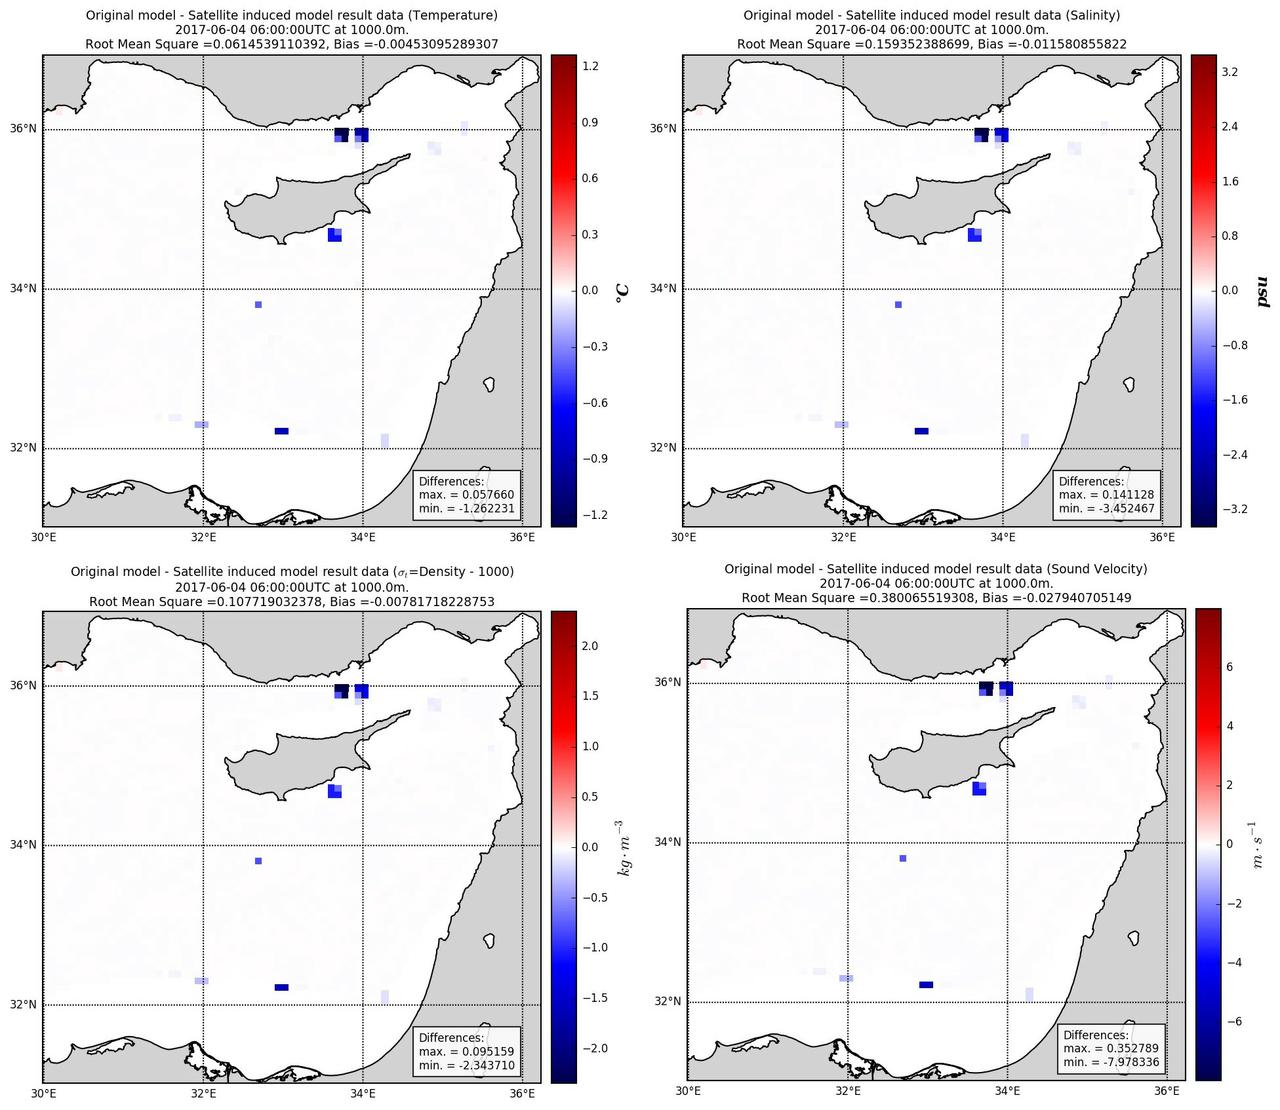 Original model - Satellite induced model result data (Temperature)
2017-06-04 06:00:00UTC at 1000.0m.
Root Mean Square =0.0614539110392, Bias =-0.00453095289307
36°N
34°N
32°N
30°E 32°E 34°E 36°E
1.2
0.9
0.6
0.3
0.0
−0.3
−0.6
−0.9
−1.2
°C
Differences:
max. = 0.057660
min. = -1.262231
Original model - Satellite induced model result data (Salinity)
2017-06-04 06:00:00UTC at 1000.0m.
Root Mean Square =0.159352388699, Bias =-0.011580855822
36°N
34°N
32°N
30°E 32°E 34°E 36°E
3.2
2.4
1.6
0.8
0.0
−0.8
−1.6
−2.4
−3.2
psu
Differences:
max. = 0.141128
min. = -3.452467
Original model - Satellite induced model result data (σₜ=Density - 1000)
2017-06-04 06:00:00UTC at 1000.0m.
Root Mean Square =0.107719032378, Bias =-0.00781718228753
36°N
34°N
32°N
30°E 32°E 34°E 36°E
2.0
1.5
1.0
0.5
0.0
−0.5
−1.0
−1.5
−2.0
kg · m⁻³
Differences:
max. = 0.095159
min. = -2.343710
Original model - Satellite induced model result data (Sound Velocity)
2017-06-04 06:00:00UTC at 1000.0m.
Root Mean Square =0.380065519308, Bias =-0.027940705149
36°N
34°N
32°N
30°E 32°E 34°E 36°E
6
4
2
0
−2
−4
−6
m · s⁻¹
Differences:
max. = 0.352789
min. = -7.978336